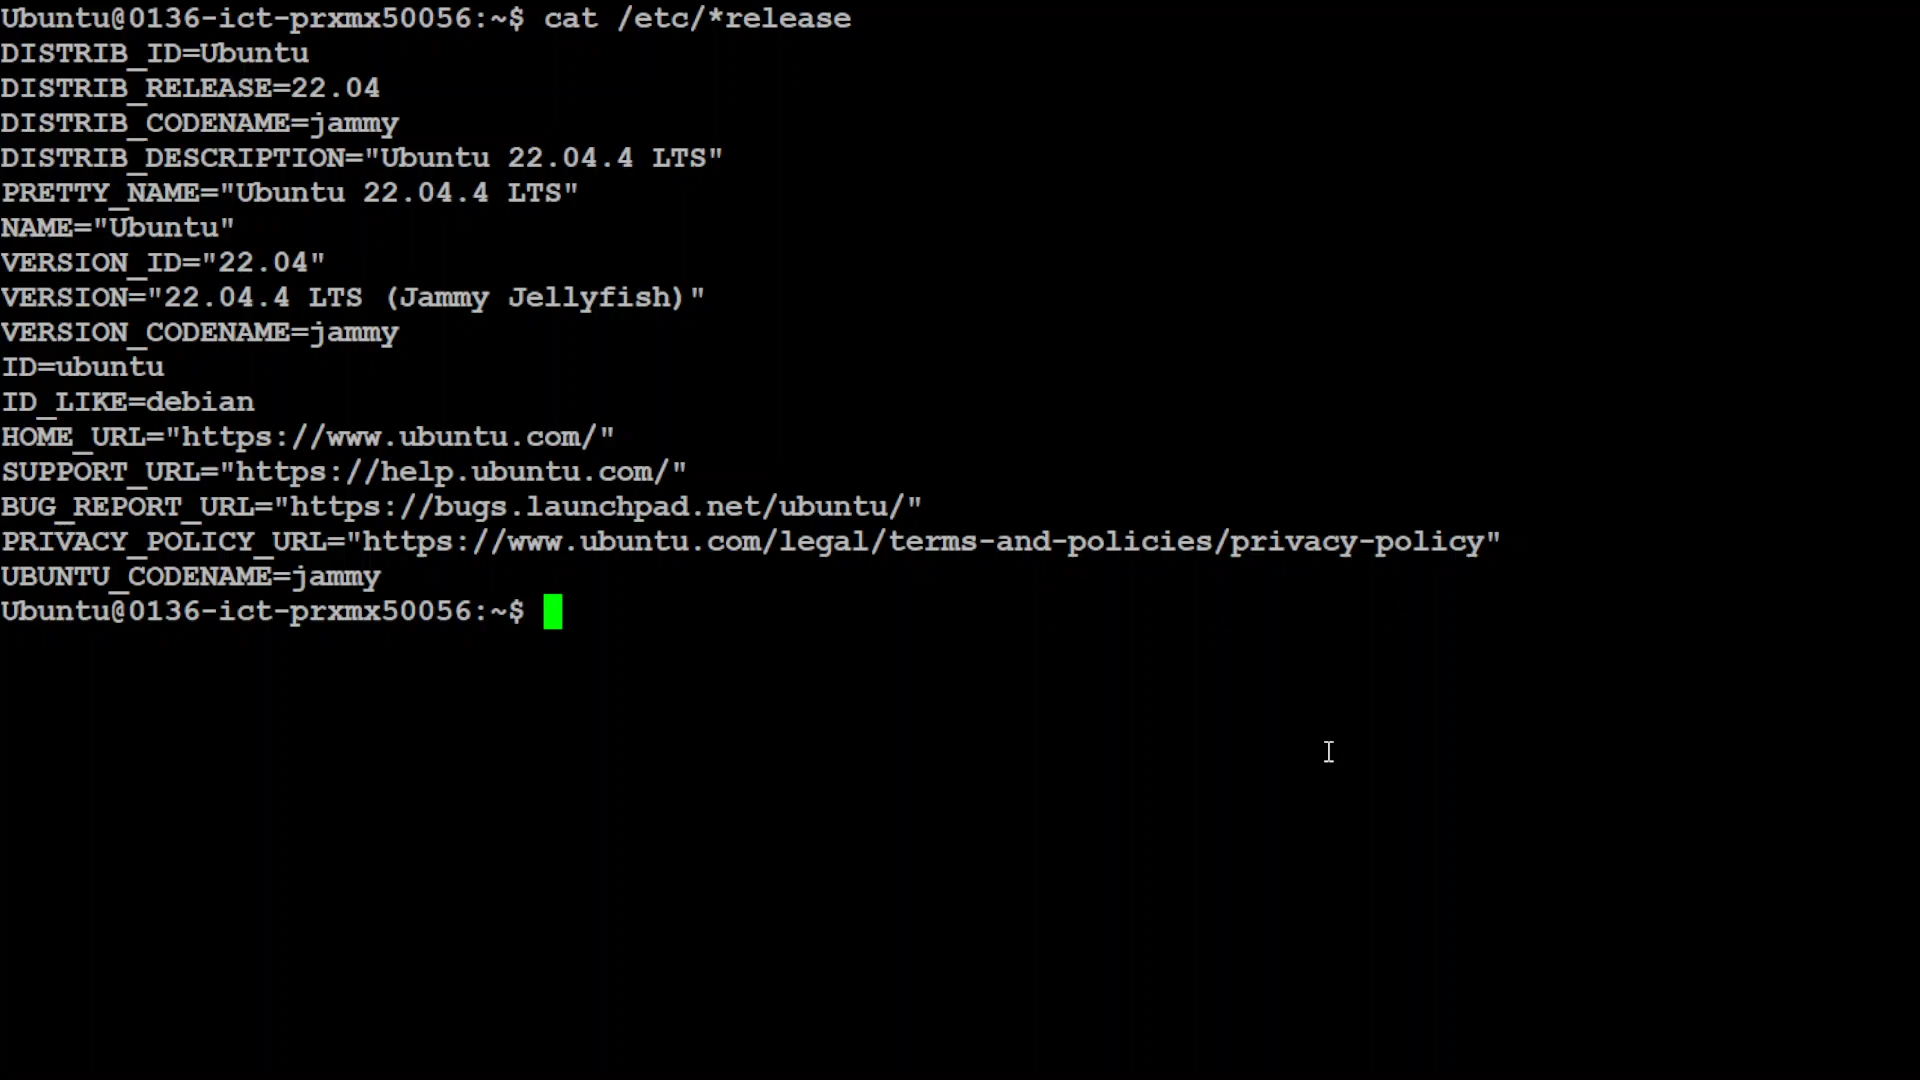 Ubuntu@0136-ict-prxmx50056:~$ cat /etc/*release
DISTRIB_ID=Ubuntu
DISTRIB_RELEASE=22.04
DISTRIB_CODENAME=jammy
DISTRIB_DESCRIPTION="Ubuntu 22.04.4 LTS"
PRETTY_NAME="Ubuntu 22.04.4 LTS"
NAME="Ubuntu"
VERSION_ID="22.04"
VERSION="22.04.4 LTS (Jammy Jellyfish)"
VERSION_CODENAME=jammy
ID=ubuntu
ID_LIKE=debian
HOME_URL="https://www.ubuntu.com/"
SUPPORT_URL="https://help.ubuntu.com/"
BUG_REPORT_URL="https://bugs.launchpad.net/ubuntu/"
PRIVACY_POLICY_URL="https://www.ubuntu.com/legal/terms-and-policies/privacy-policy"
UBUNTU_CODENAME=jammy
Ubuntu@0136-ict-prxmx50056:~$